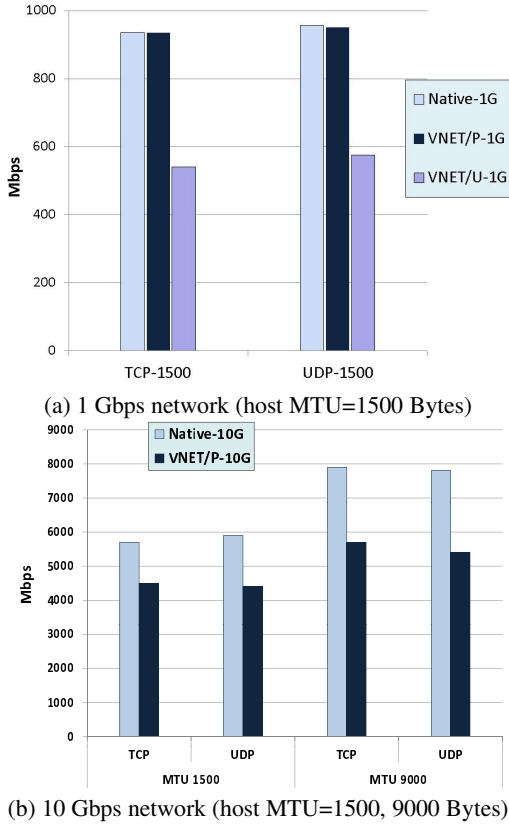 1000
800
600
400
200
0
Mbps
Native-1G
VNET/P-1G
VNET/U-1G
TCP-1500
UDP-1500
(a) 1 Gbps network (host MTU=1500 Bytes)
9000
8000
7000
6000
5000
4000
3000
2000
1000
0
Mbps
Native-10G
VNET/P-10G
TCP
UDP
TCP
UDP
MTU 1500
MTU 9000
(b) 10 Gbps network (host MTU=1500, 9000 Bytes)